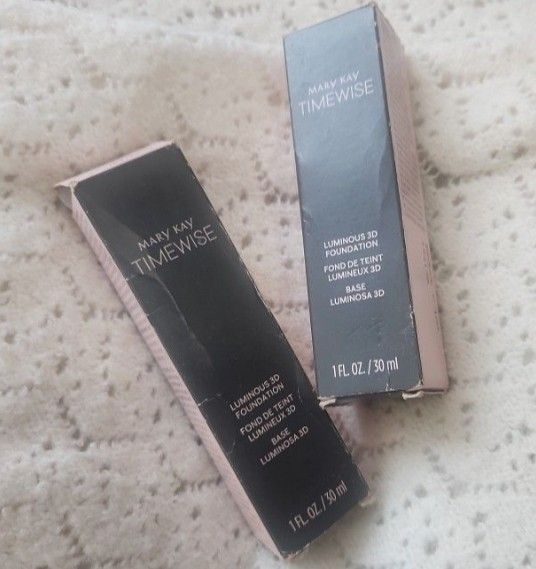 MARY KAY
TIMEWISE
LUMINOUS 3D
FOUNDATION
FOND DE TEINT
LUMINEUX 3D
BASE
LUMINOSA 3D
1 FL. OZ. / 30 ml
MARY KAY
TIMEWISE
LUMINOUS 3D
FOUNDATION
FOND DE TEINT
LUMINEUX 3D
BASE
LUMINOSA 3D
1 FL. OZ. / 30 ml